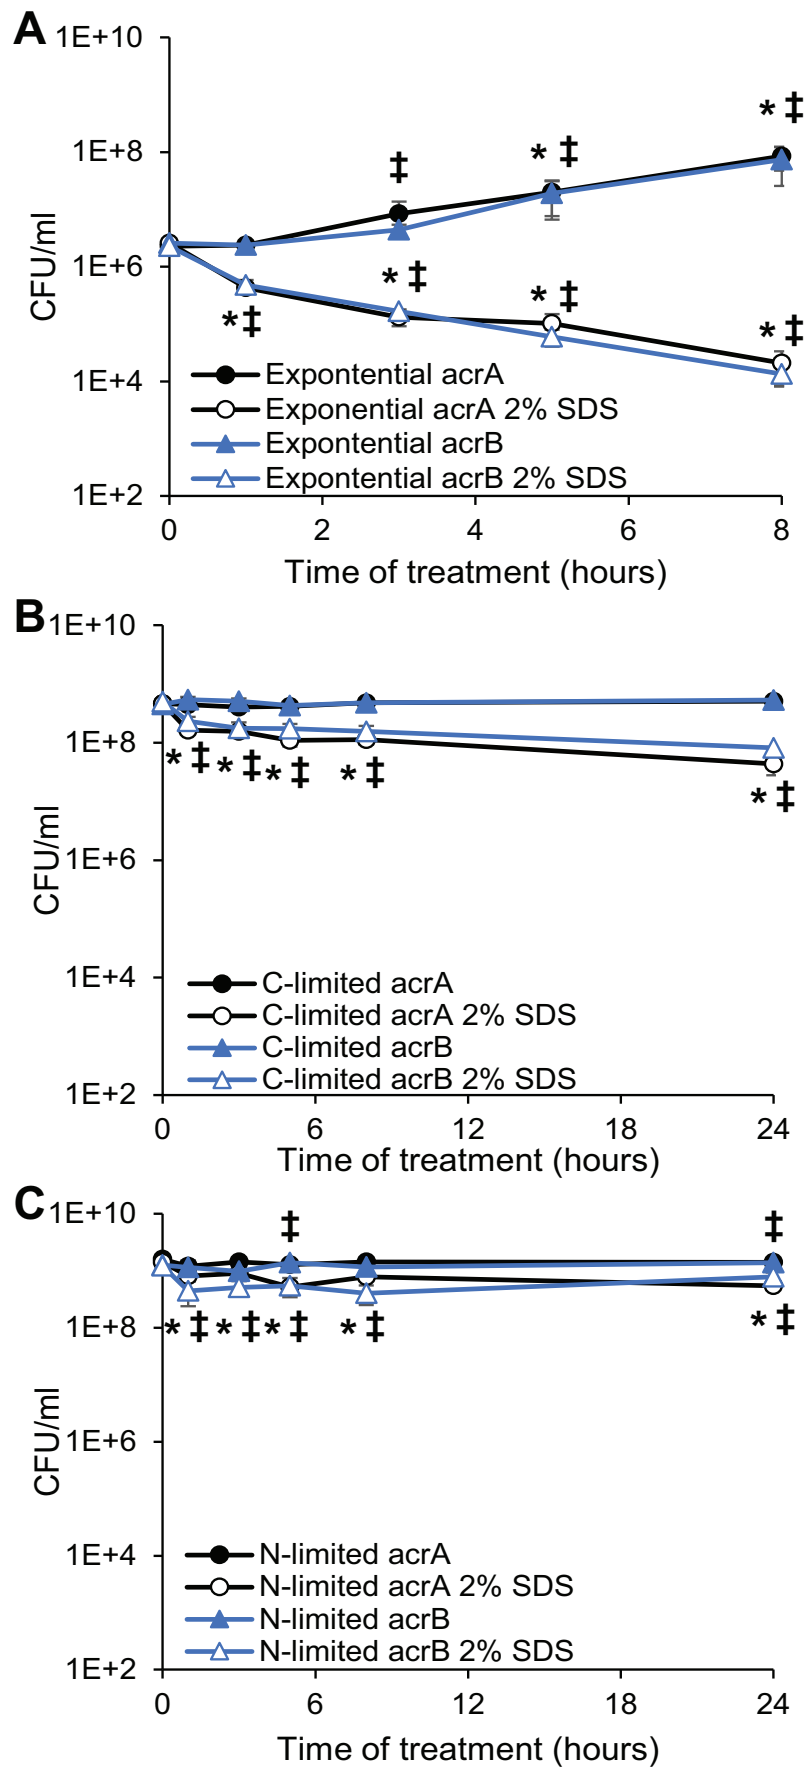 A
1E+10
1E+8
1E+6
1E+4
1E+2
CFU/ml
‡
* ‡
* ‡
* ‡
* ‡
* ‡
*‡
Expontential acrA
Exponential acrA 2% SDS
Expontential acrB
Expontential acrB 2% SDS
0 2 4 6 8
Time of treatment (hours)
B
1E+10
1E+8
1E+6
1E+4
1E+2
CFU/ml
* ‡ * ‡ * ‡ * ‡ * ‡
C-limited acrA
C-limited acrA 2% SDS
C-limited acrB
C-limited acrB 2% SDS
0 6 12 18 24
Time of treatment (hours)
C
1E+10
1E+8
1E+6
1E+4
1E+2
CFU/ml
‡ ‡
* ‡ * ‡ * ‡ * ‡ * ‡
N-limited acrA
N-limited acrA 2% SDS
N-limited acrB
N-limited acrB 2% SDS
0 6 12 18 24
Time of treatment (hours)